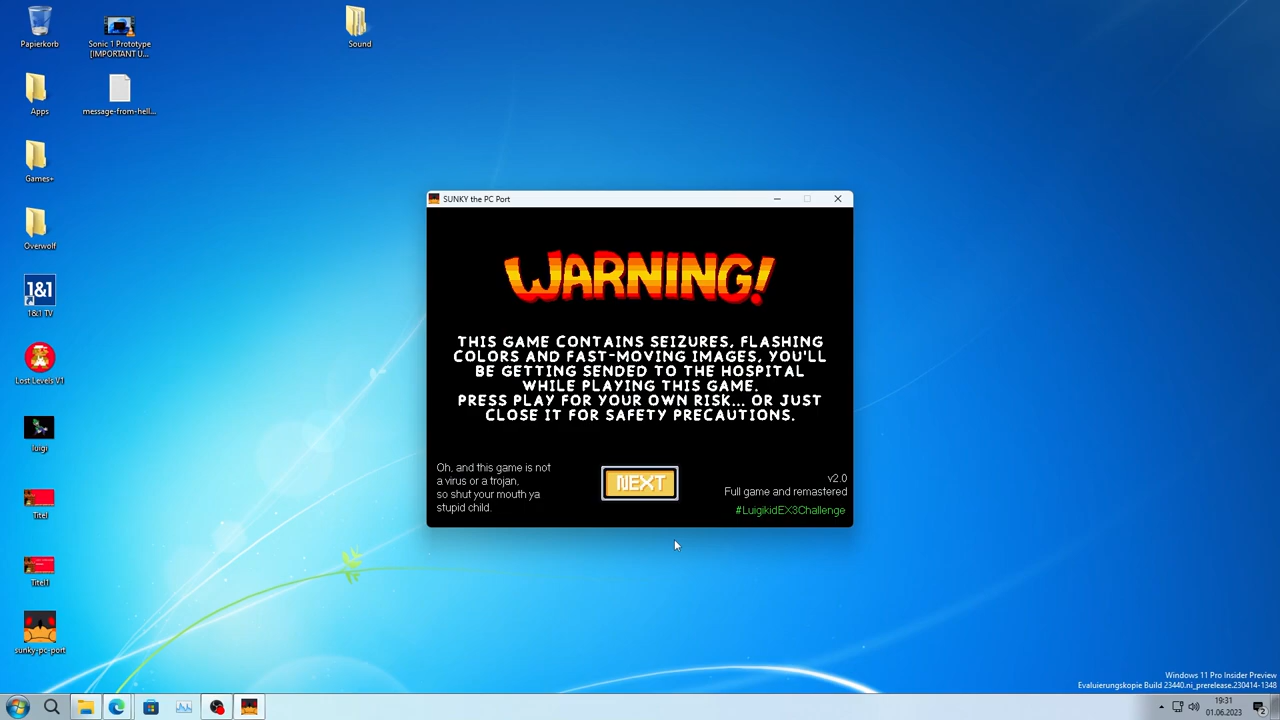 Papierkorb
Sonic 1 Prototype
[IMPORTANT U...
Sound
Apps
message-from-hell...
Games+
Overwolf
1&1
1&1 TV
Lost Levels V1
luigi
Titel
Titel1
sunky-pc-port
SUNKY the PC Port
WARNING!
THIS GAME CONTAINS SEIZURES, FLASHING
COLORS AND FAST-MOVING IMAGES, YOU'LL
BE GETTING SENDED TO THE HOSPITAL
WHILE PLAYING THIS GAME.
PRESS PLAY FOR YOUR OWN RISK... OR JUST
CLOSE IT FOR SAFETY PRECAUTIONS.
Oh, and this game is not
a virus or a trojan,
so shut your mouth ya
stupid child.
NEXT
v2.0
Full game and remastered
#LuigikidEX3Challenge
Windows 11 Pro Insider Preview
Evaluierungskopie Build 23440.ni_prerelease.230414-1348
19:31
01.06.2023
2